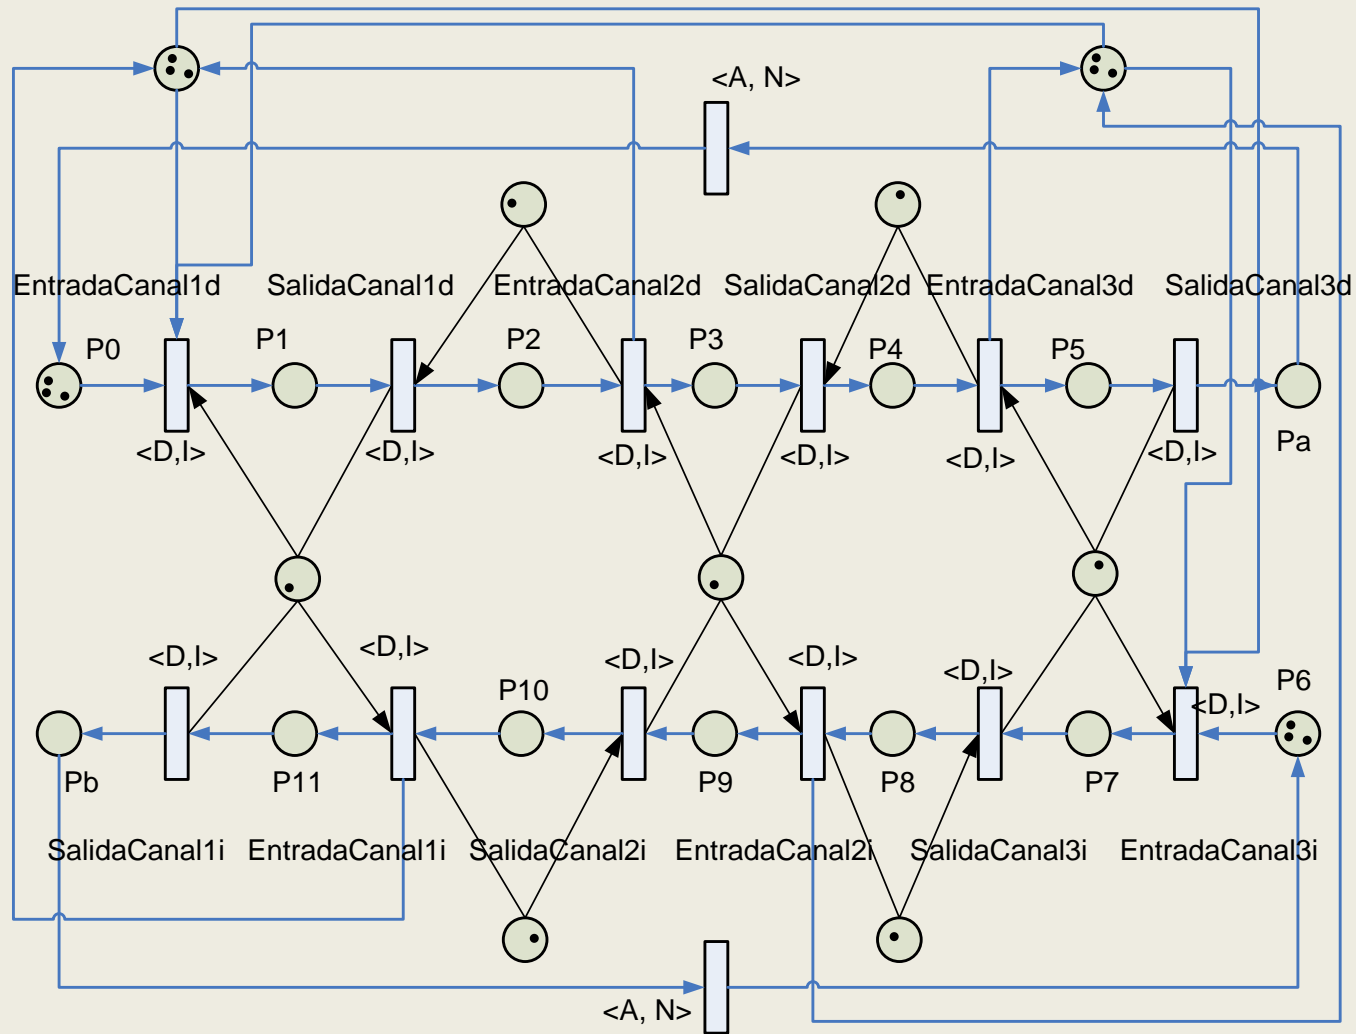 <A, N>
EntradaCanal1d
SalidaCanal1d
EntradaCanal2d
SalidaCanal2d
EntradaCanal3d
SalidaCanal3d
P0
P1
P2
P3
P4
P5
Pa
<D,I>
<D,I>
<D,I>
<D,I>
<D,I>
<D,I>
<D,I>
<D,I>
<D,I>
<D,I>
<D,I>
<D,I>
P10
P6
Pb
P11
P9
P8
P7
SalidaCanal1i
EntradaCanal1i
SalidaCanal2i
EntradaCanal2i
SalidaCanal3i
EntradaCanal3i
<A, N>